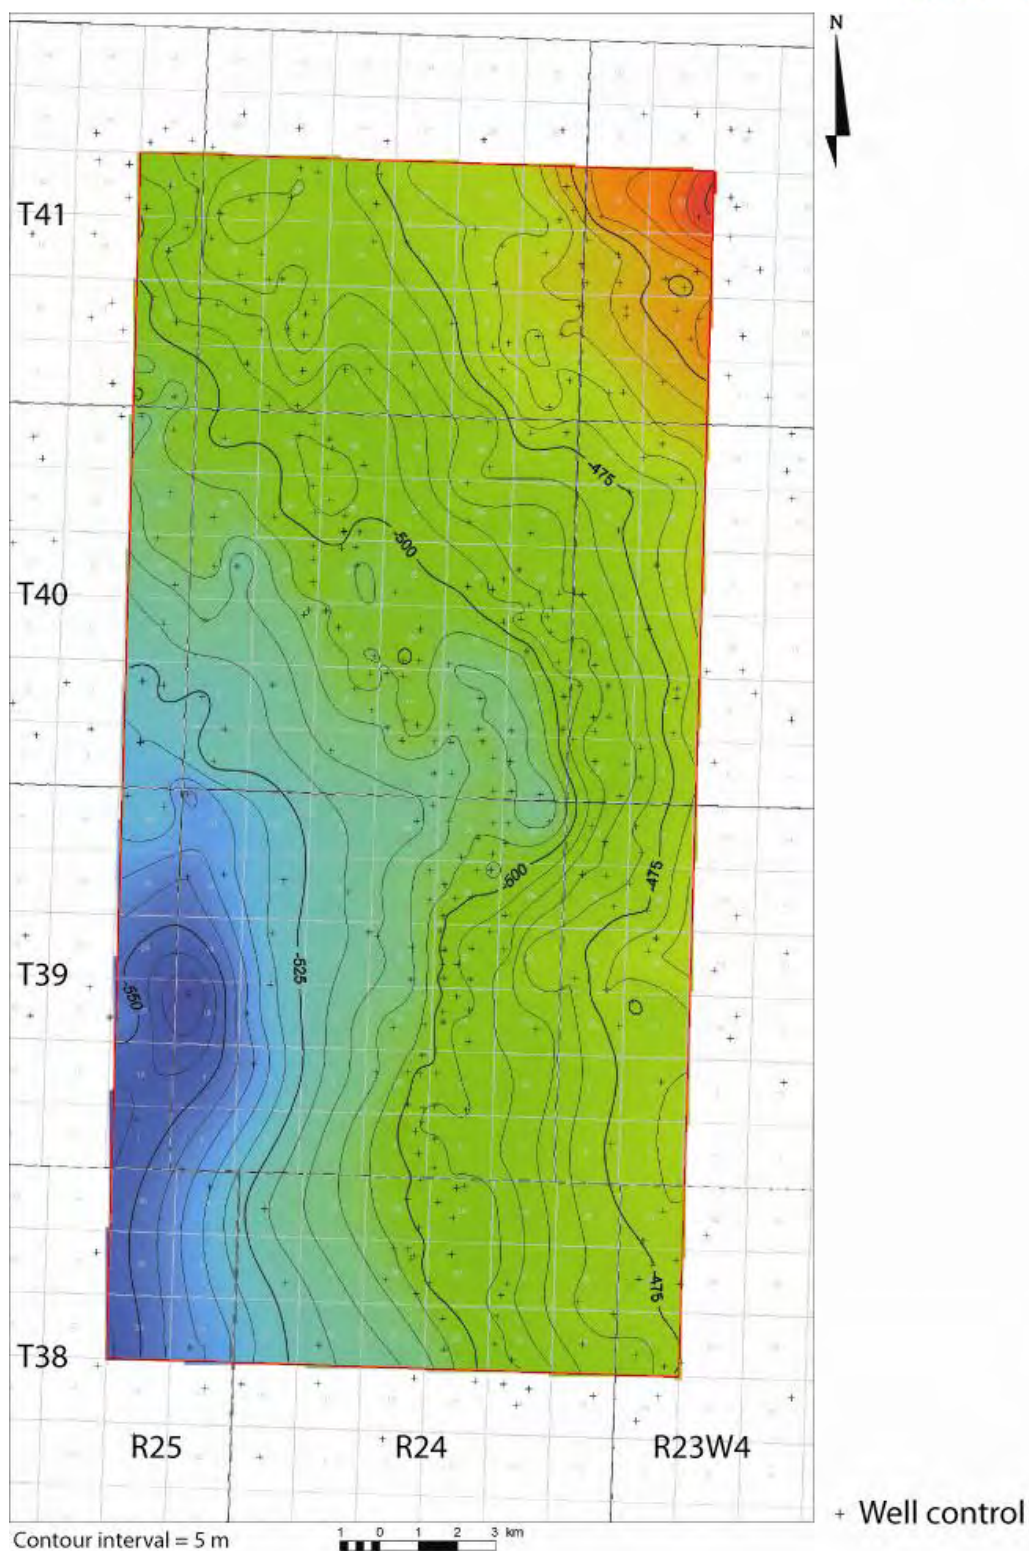 N
T41
-475
-500
T40
-500
-475
T39
-525
-550
-475
T38
R25 R24 R23W4
+ Well control
Contour interval = 5 m
1 0 1 2 3 km